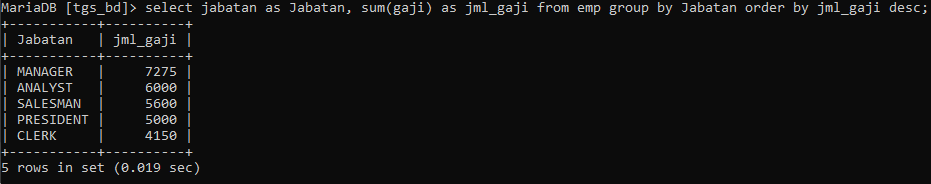 MariaDB [tgs_bd]> select jabatan as Jabatan, sum(gaji) as jml_gaji from emp group by Jabatan order by jml_gaji desc;
+-----------+----------+
| Jabatan   | jml_gaji |
+-----------+----------+
| MANAGER   |     7275 |
| ANALYST   |     6000 |
| SALESMAN  |     5600 |
| PRESIDENT |     5000 |
| CLERK     |     4150 |
+-----------+----------+
5 rows in set (0.019 sec)